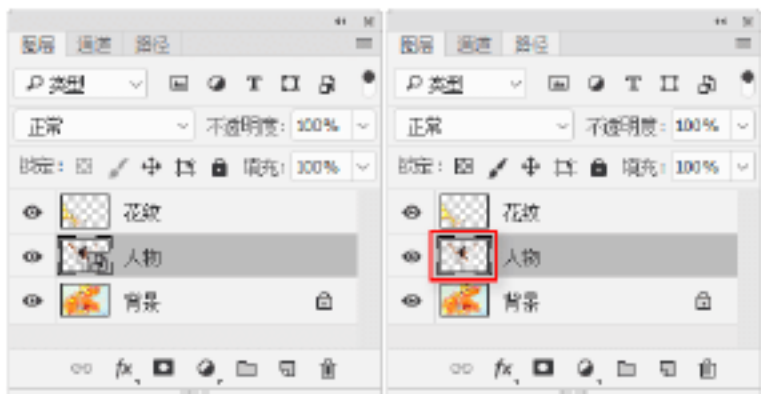 图层 通道 路径
类型
正常 不透明度: 100%
锁定: 填充: 100%
花纹
人物
背景
fx
图层 通道 路径
类型
正常 不透明度: 100%
锁定: 填充: 100%
花纹
人物
背景
fx